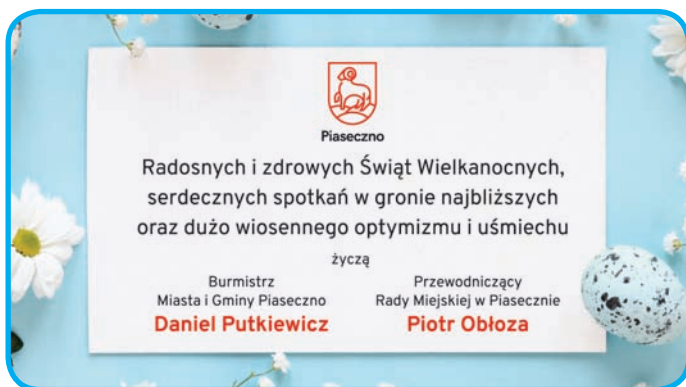 Piaseczno
Radosnych i zdrowych Świąt Wielkanocnych,
serdecznych spotkań w gronie najbliższych
oraz dużo wiosennego optymizmu i uśmiechu
życzą
Burmistrz
Miasta i Gminy Piaseczno
Daniel Putkiewicz
Przewodniczący
Rady Miejskiej w Piasecznie
Piotr Obłoza